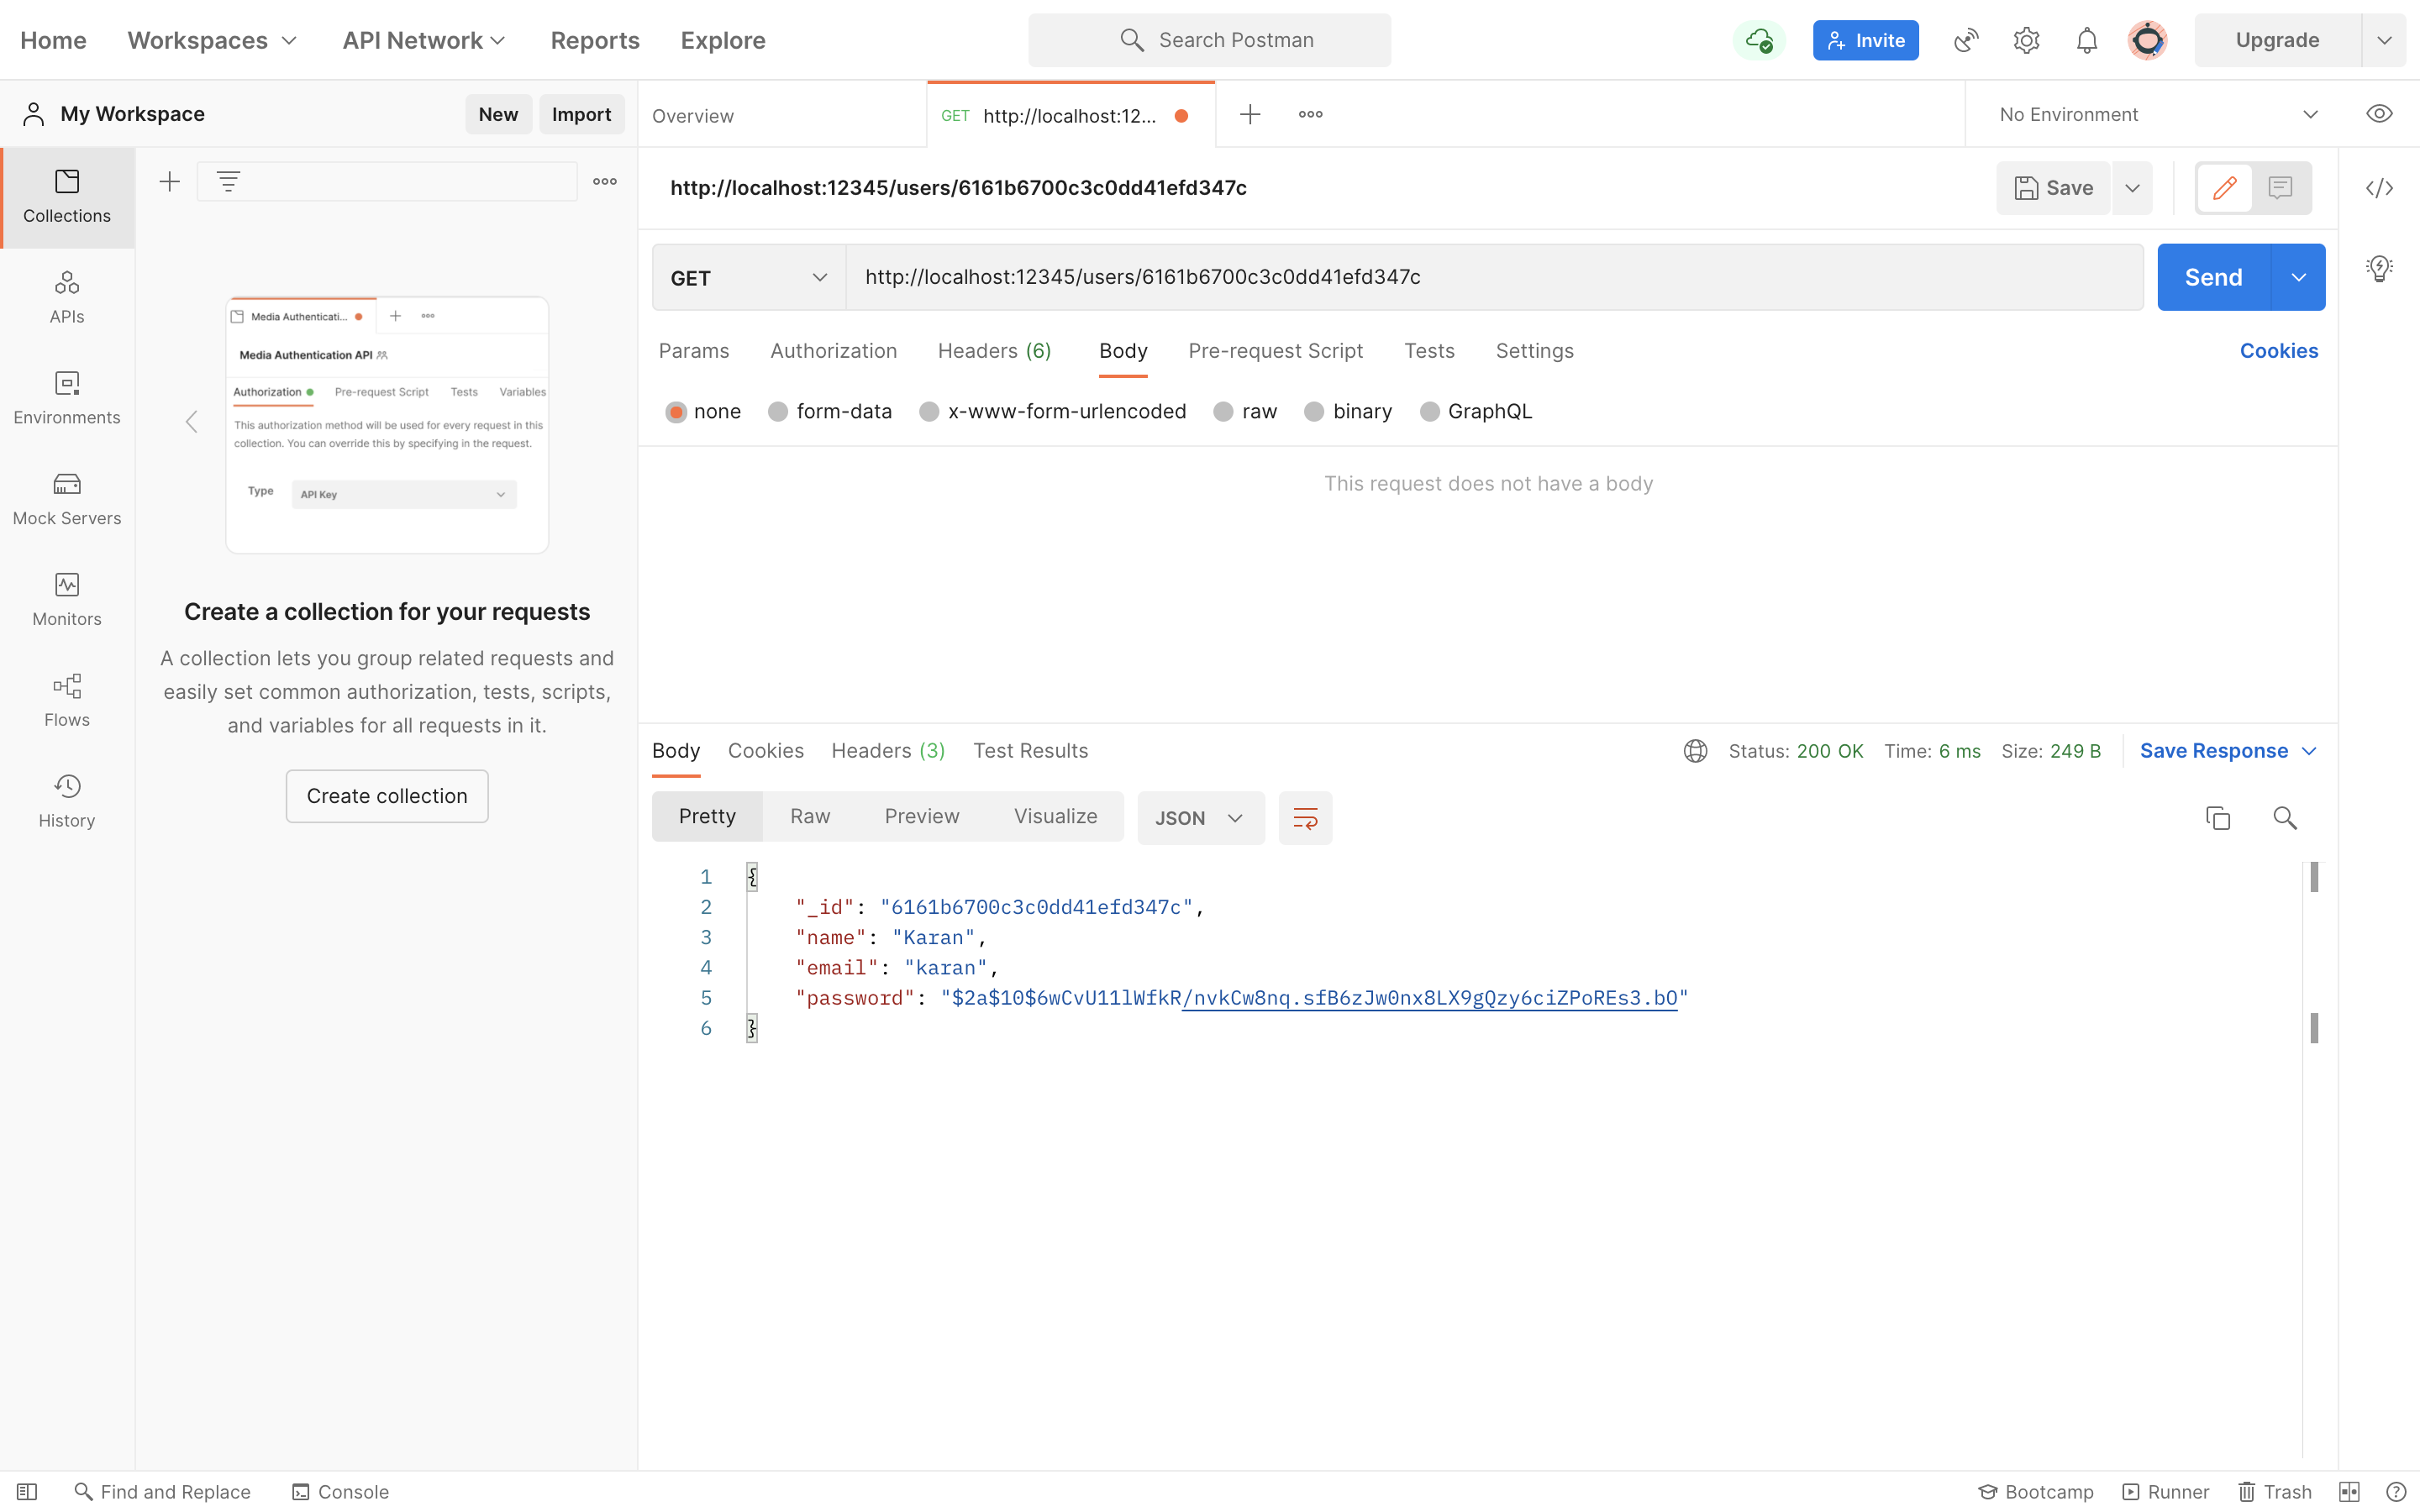 Home Workspaces API Network Reports Explore Search Postman Invite Upgrade
My Workspace New Import Overview GET http://localhost:12... No Environment
http://localhost:12345/users/6161b6700c3c0dd41efd347c Save
GET http://localhost:12345/users/6161b6700c3c0dd41efd347c Send
Params Authorization Headers (6) Body Pre-request Script Tests Settings Cookies
none form-data x-www-form-urlencoded raw binary GraphQL
This request does not have a body
Collections
APIs
Environments
Mock Servers
Monitors
Flows
History
Media Authenticati...
Media Authentication API
Authorization Pre-request Script Tests Variables
This authorization method will be used for every request in this
collection. You can override this by specifying in the request.
Type API Key
Create a collection for your requests
A collection lets you group related requests and
easily set common authorization, tests, scripts,
and variables for all requests in it.
Create collection
Body Cookies Headers (3) Test Results Status: 200 OK Time: 6 ms Size: 249 B Save Response
Pretty Raw Preview Visualize JSON
1 {
2 "_id": "6161b6700c3c0dd41efd347c",
3 "name": "Karan",
4 "email": "karan",
5 "password": "$2a$10$6wCvU11lWfkR/nvkCw8nq.sfB6zJw0nx8LX9gQzy6ciZPoREs3.bO"
6 }
Find and Replace Console Bootcamp Runner Trash